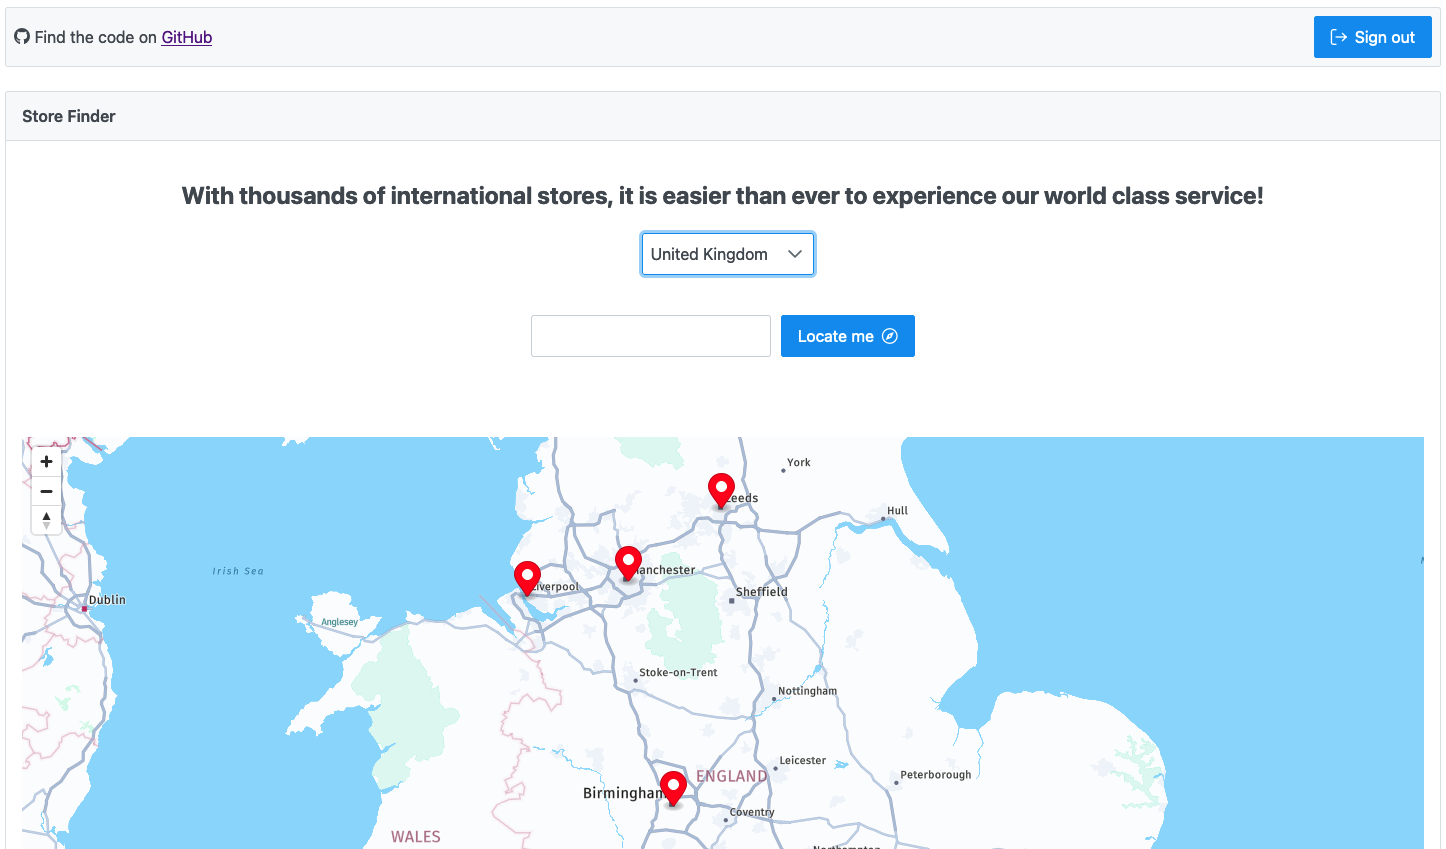 Find the code on GitHub
Sign out
Store Finder
With thousands of international stores, it is easier than ever to experience our world class service!
United Kingdom
Locate me
York
Leeds
Hull
Irish Sea
Manchester
Liverpool
Sheffield
Dublin
Anglesey
Stoke-on-Trent
Nottingham
Leicester
ENGLAND
Peterborough
Birmingham
Coventry
WALES
Northampton